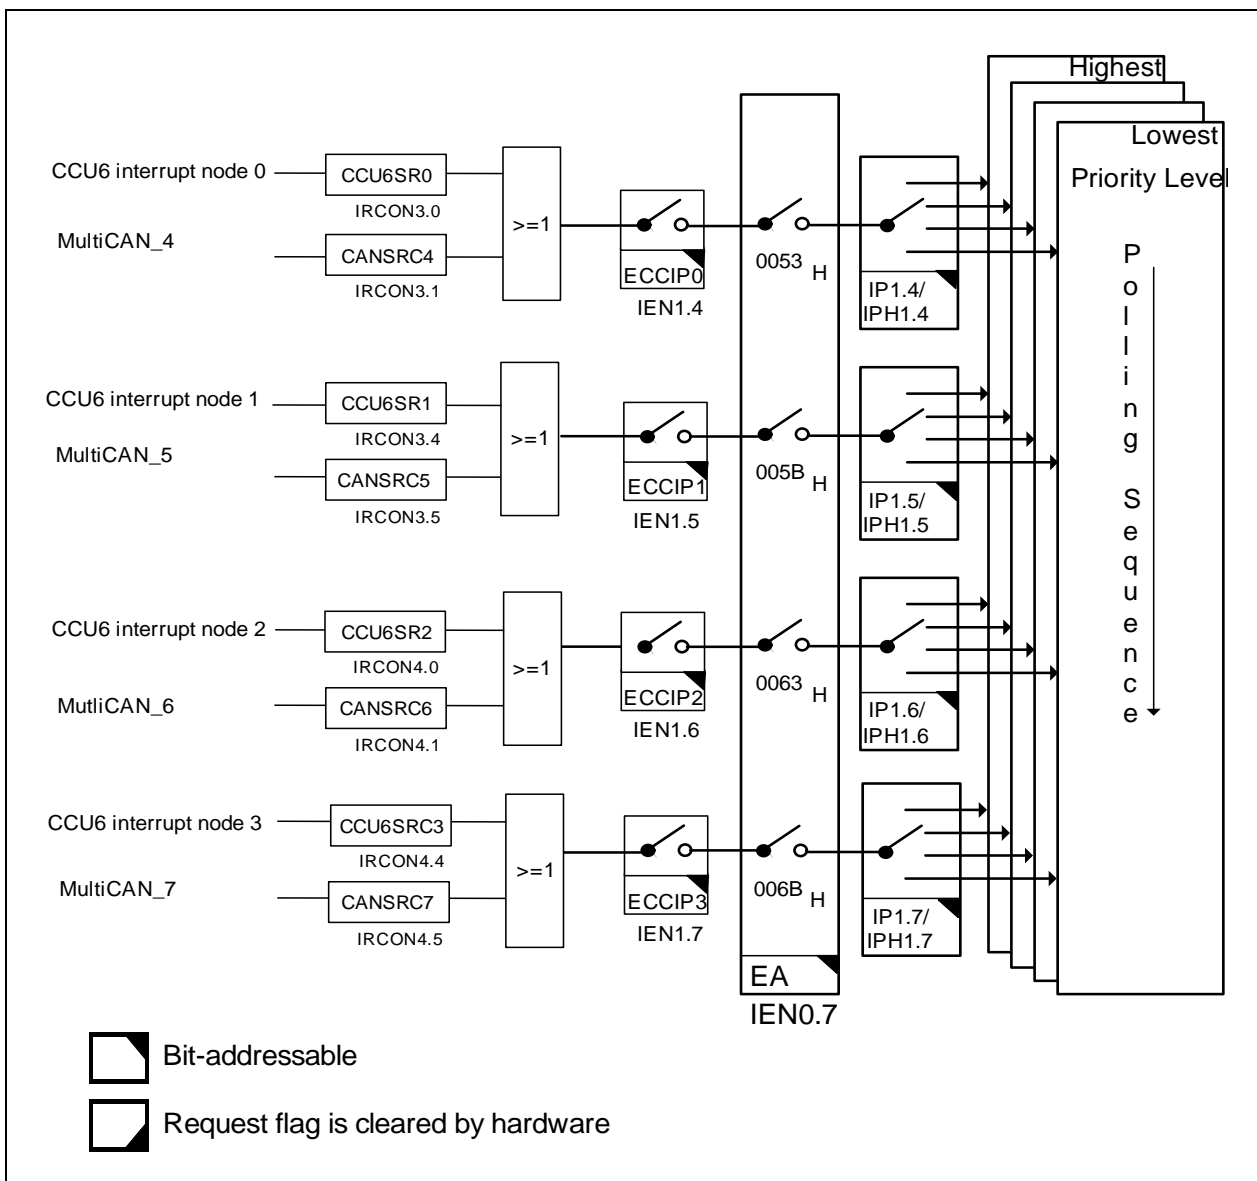 Highest
Lowest
Priority Level
CCU6 interrupt node 0
CCU6SR0
IRCON3.0
MultiCAN_4
CANSRC4
IRCON3.1
>=1
ECCIP0
IEN1.4
0053 H
IP1.4/
IPH1.4
CCU6 interrupt node 1
CCU6SR1
IRCON3.4
MultiCAN_5
CANSRC5
IRCON3.5
>=1
ECCIP1
IEN1.5
005B H
IP1.5/
IPH1.5
CCU6 interrupt node 2
CCU6SR2
IRCON4.0
MutliCAN_6
CANSRC6
IRCON4.1
>=1
ECCIP2
IEN1.6
0063 H
IP1.6/
IPH1.6
CCU6 interrupt node 3
CCU6SRC3
IRCON4.4
MultiCAN_7
CANSRC7
IRCON4.5
>=1
ECCIP3
IEN1.7
006B H
IP1.7/
IPH1.7
EA
IEN0.7
Polling Sequence
Bit-addressable
Request flag is cleared by hardware